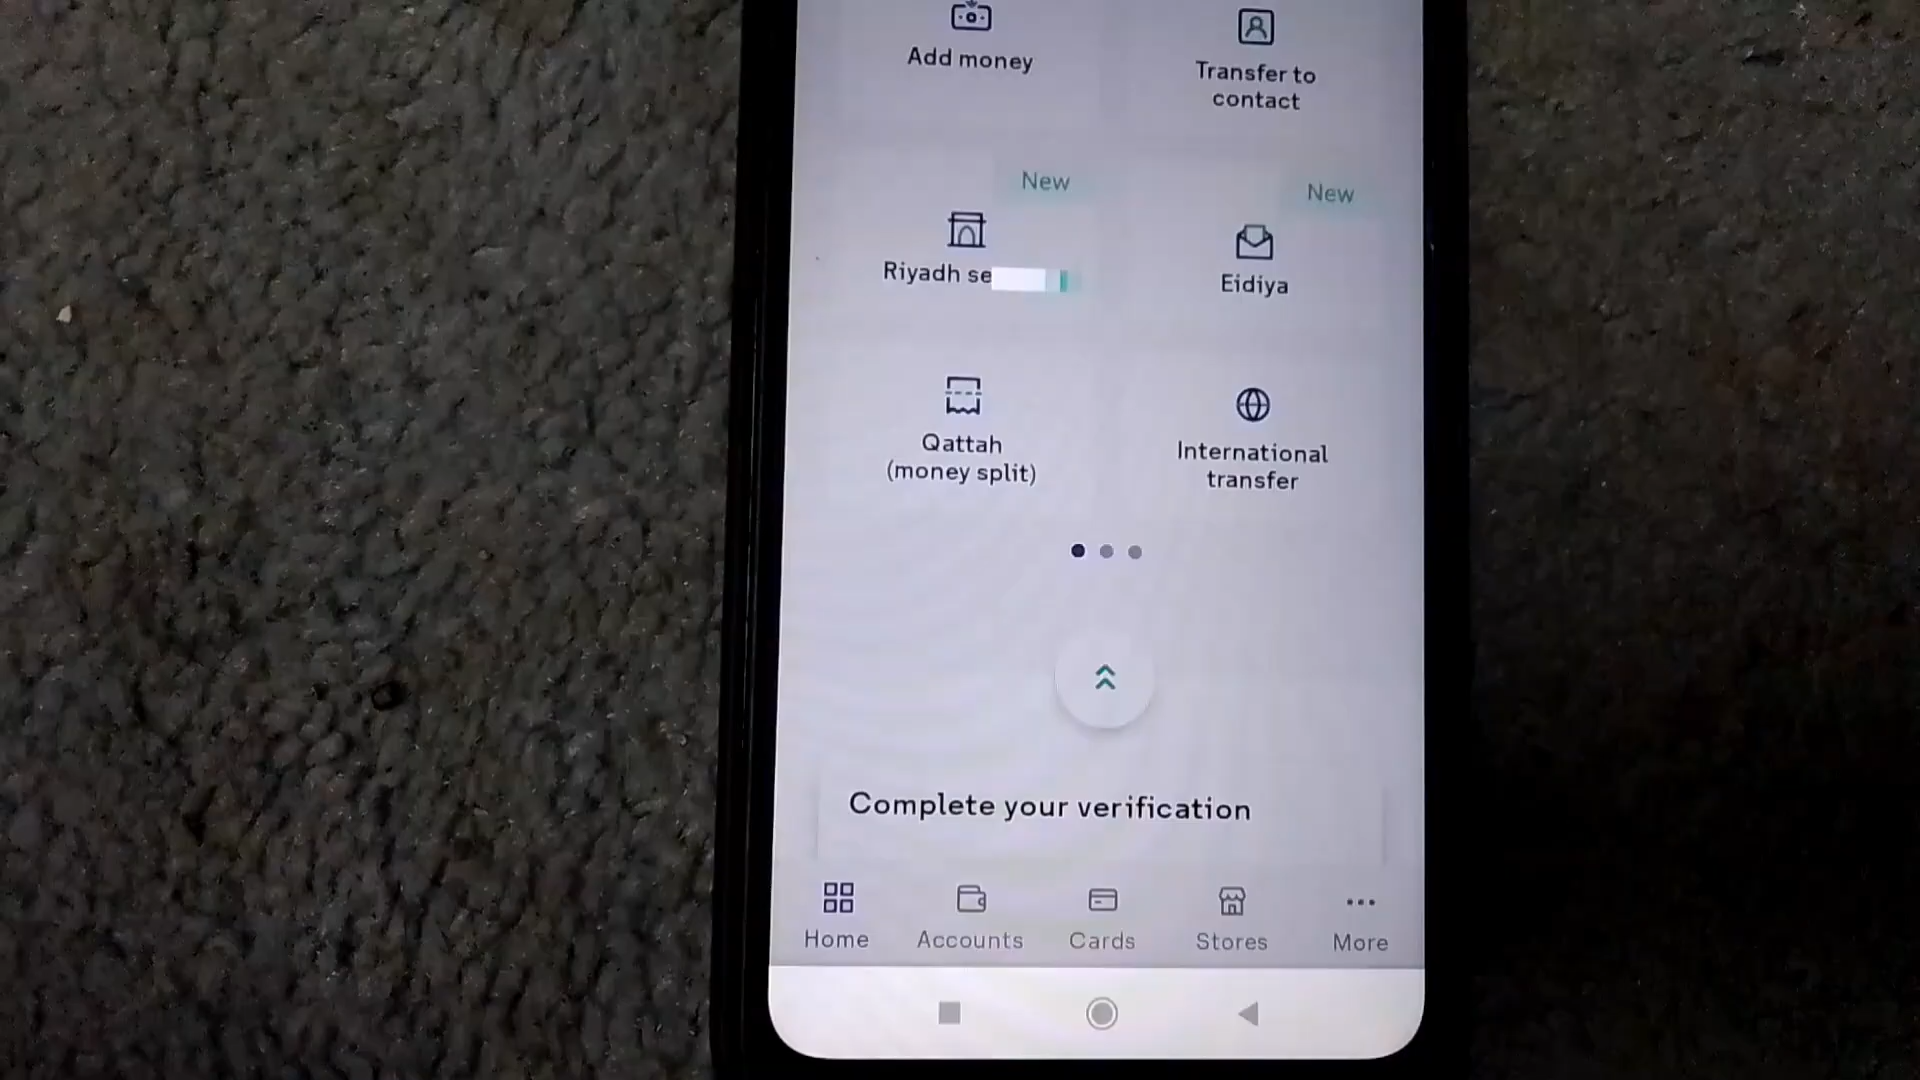 Add money
Transfer to
contact
New
New
Riyadh
Eidiya
Qattah
(money split)
International
transfer
Complete your verification
Home
Accounts
Cards
Stores
More